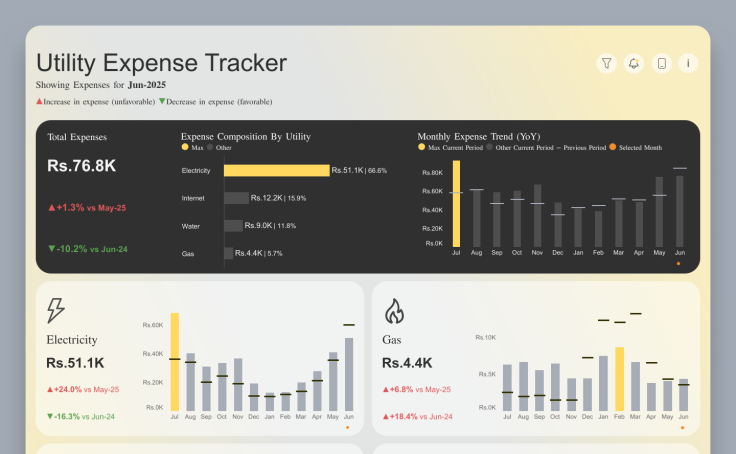 Utility Expense Tracker
Showing Expenses for Jun-2025
▲Increase in expense (unfavorable) ▼Decrease in expense (favorable)
i
Total Expenses
Rs.76.8K
▲+1.3% vs May-25
▼-10.2% vs Jun-24
Expense Composition By Utility
Max Other
Electricity Rs.51.1K | 66.6%
Internet Rs.12.2K | 15.9%
Water Rs.9.0K | 11.8%
Gas Rs.4.4K | 5.7%
Monthly Expense Trend (YoY)
Max Current Period Other Current Period – Previous Period Selected Month
Rs.80K
Rs.60K
Rs.40K
Rs.20K
Rs.0K
Jul Aug Sep Oct Nov Dec Jan Feb Mar Apr May Jun
Electricity
Rs.51.1K
▲+24.0% vs May-25
▼-16.3% vs Jun-24
Rs.60K
Rs.40K
Rs.20K
Rs.0K
Jul Aug Sep Oct Nov Dec Jan Feb Mar Apr May Jun
Gas
Rs.4.4K
▲+6.8% vs May-25
▲+18.4% vs Jun-24
Rs.10K
Rs.5K
Rs.0K
Jul Aug Sep Oct Nov Dec Jan Feb Mar Apr May Jun